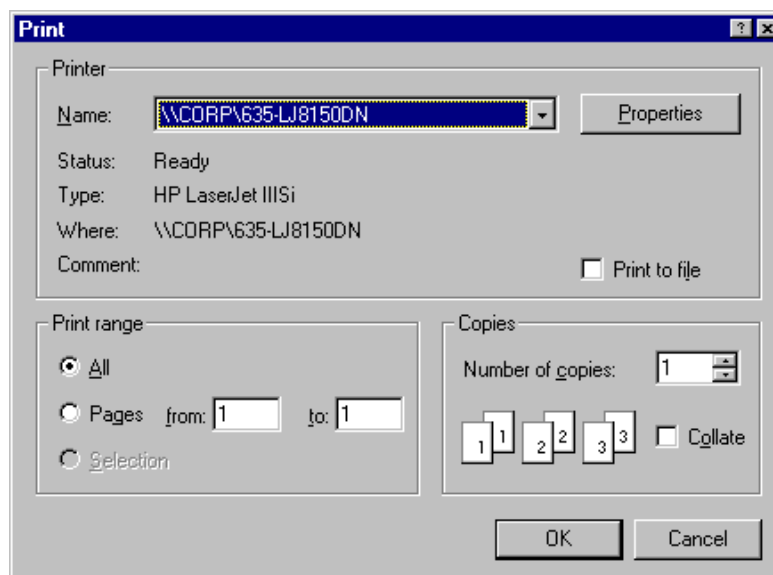 Print
Printer
Name: \\CORP\635-LJ8150DN Properties
Status: Ready
Type: HP LaserJet IIISi
Where: \\CORP\635-LJ8150DN
Comment: Print to file
Print range
All
Pages from: 1 to: 1
Selection
Copies
Number of copies: 1
1 1 2 2 3 3 Collate
OK Cancel